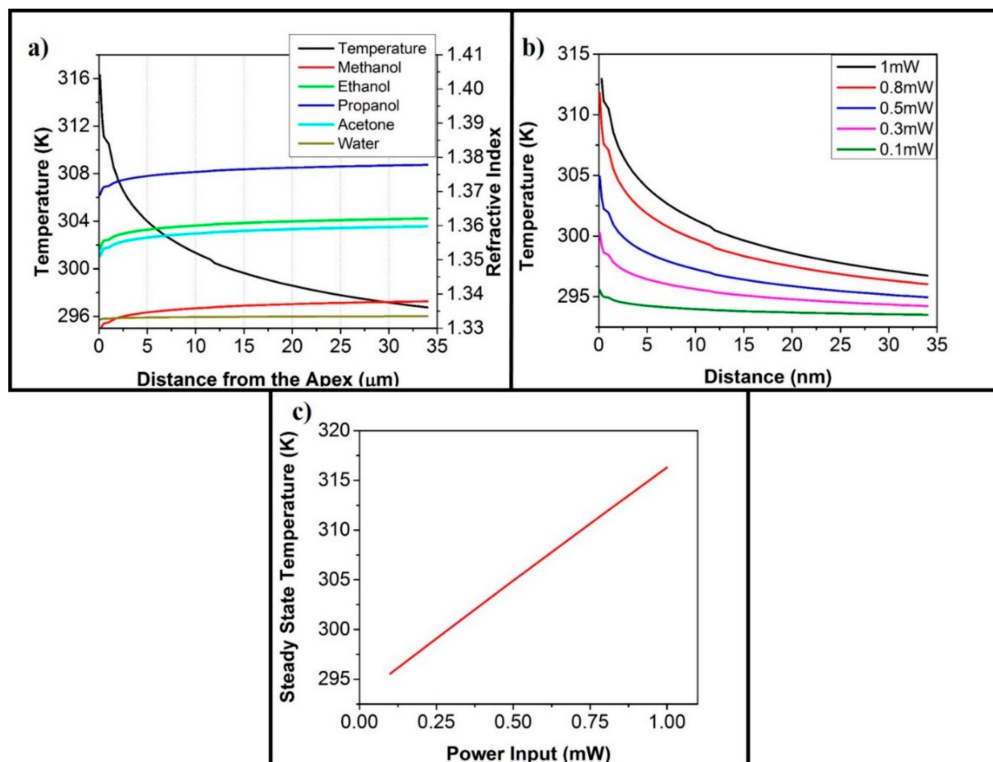 a)
Temperature
Methanol
Ethanol
Propanol
Acetone
Water
316
312
308
304
300
296
Temperature (K)
1.41
1.40
1.39
1.38
1.37
1.36
1.35
1.34
1.33
Refractive Index
0 5 10 15 20 25 30 35
Distance from the Apex (μm)
b)
1mW
0.8mW
0.5mW
0.3mW
0.1mW
315
310
305
300
295
Temperature (K)
0 5 10 15 20 25 30 35
Distance (nm)
c)
320
315
310
305
300
295
Steady State Temperature (K)
0.00 0.25 0.50 0.75 1.00
Power Input (mW)